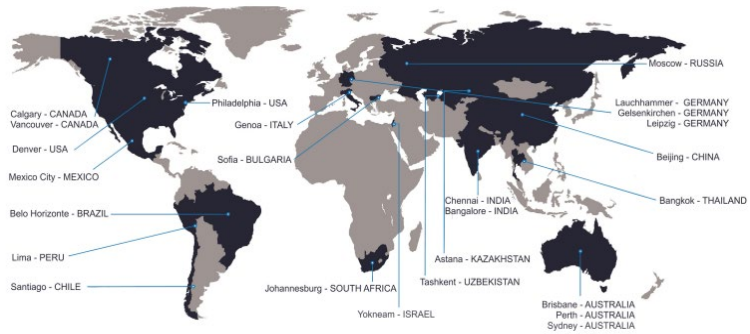 Moscow - RUSSIA
Calgary - CANADA
Vancouver - CANADA
Philadelphia - USA
Lauchhammer - GERMANY
Gelsenkirchen - GERMANY
Leipzig - GERMANY
Genoa - ITALY
Denver - USA
Sofia - BULGARIA
Beijing - CHINA
Mexico City - MEXICO
Chennai - INDIA
Bangalore - INDIA
Bangkok - THAILAND
Belo Horizonte - BRAZIL
Lima - PERU
Astana - KAZAKHSTAN
Tashkent - UZBEKISTAN
Santiago - CHILE
Johannesburg - SOUTH AFRICA
Yokneam - ISRAEL
Brisbane - AUSTRALIA
Perth - AUSTRALIA
Sydney - AUSTRALIA